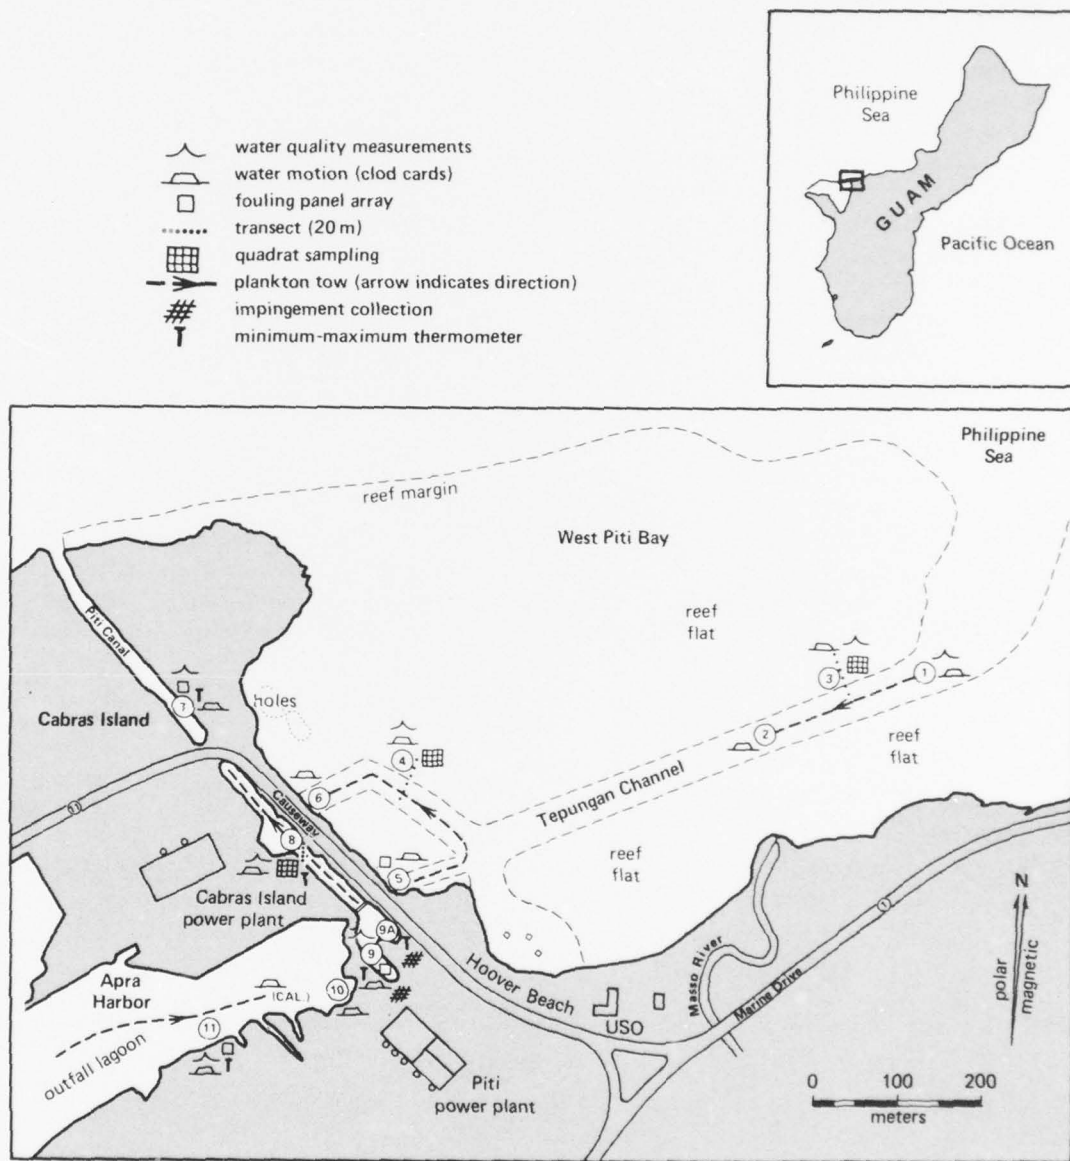 Philippine
Sea
GUAM
Pacific Ocean
water quality measurements
water motion (clod cards)
fouling panel array
transect (20 m)
quadrat sampling
plankton tow (arrow indicates direction)
impingement collection
minimum-maximum thermometer
Philippine
Sea
reef margin
West Piti Bay
reef
flat
Piti Canal
3
1
7
holes
Cabras Island
2
reef
flat
4
11
Causeway
6
Tepungan Channel
8
5
reef
flat
Cabras Island
power plant
N
1
9A
9
Hoover Beach
Masso River
Marine Drive
polar
magnetic
Apra
Harbor
(CAL.)
10
11
USO
outfall lagoon
Piti
power plant
0 100 200
meters